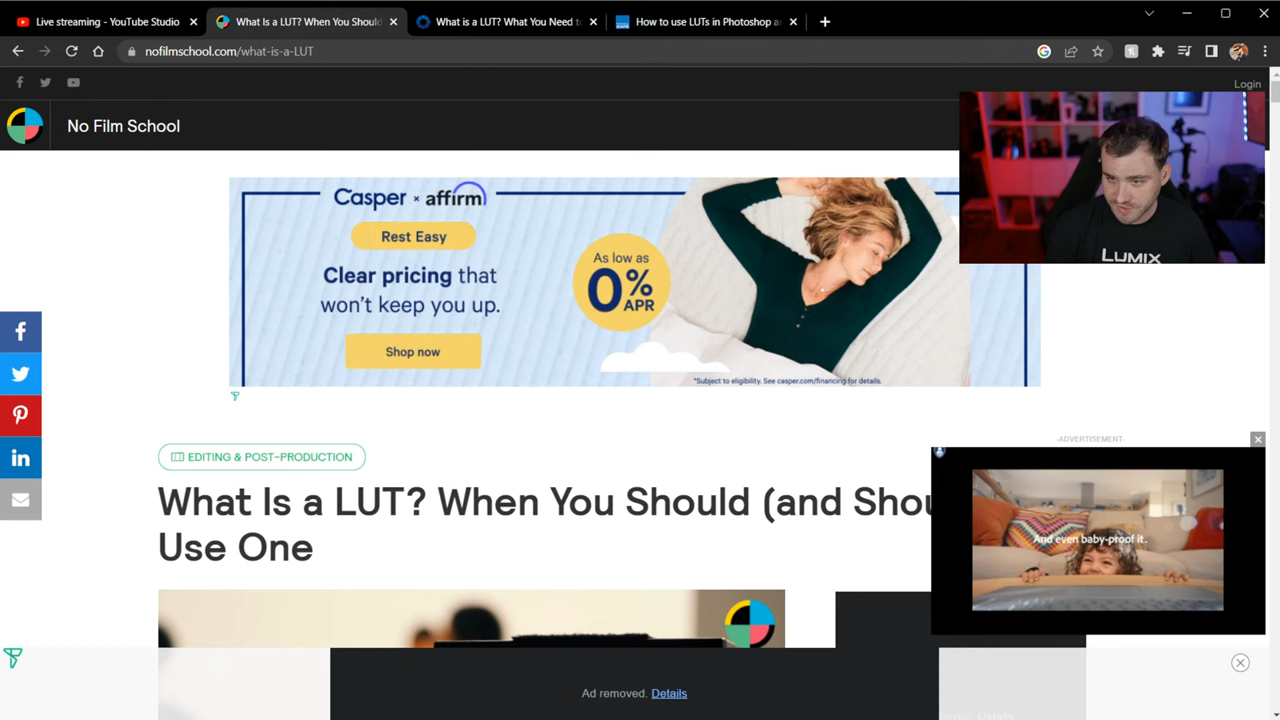 Live streaming - YouTube Studio
What Is a LUT? When You Should
What is a LUT? What You Need t
How to use LUTs in Photoshop a
nofilmschool.com/what-is-a-LUT
Login
No Film School
Casper × affirm
Rest Easy
Clear pricing that
won't keep you up.
Shop now
As low as
0%
APR
*Subject to eligibility. See casper.com/financing for details.
LUMIX
-ADVERTISEMENT-
And even baby-proof it.
EDITING & POST-PRODUCTION
What Is a LUT? When You Should (and Shou
Use One
Ad removed. Details